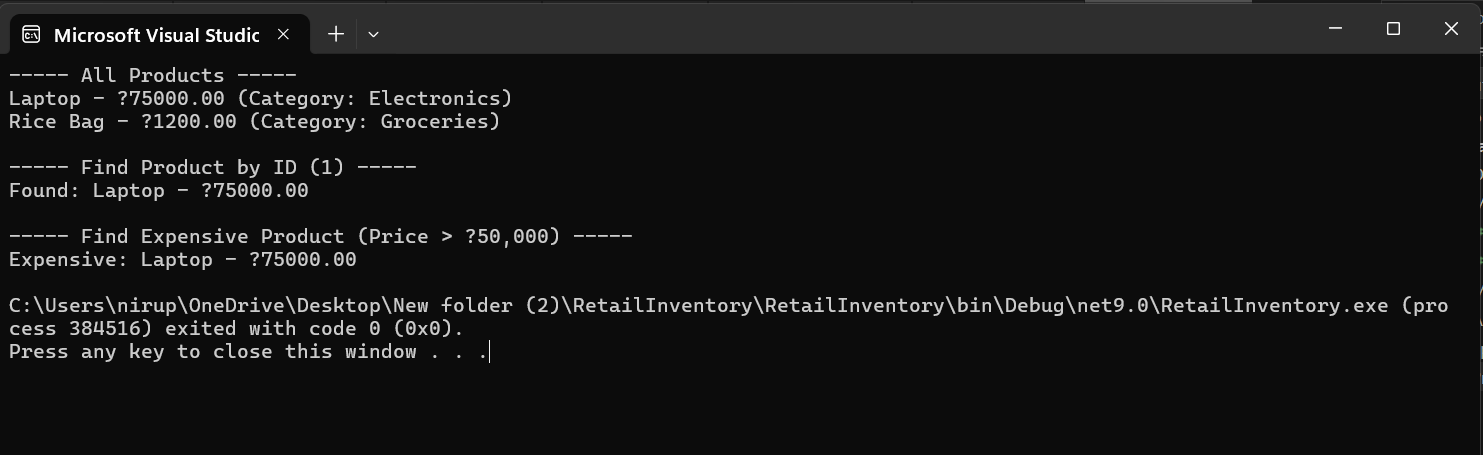 Microsoft Visual Studic
----- All Products -----
Laptop - ?75000.00 (Category: Electronics)
Rice Bag - ?1200.00 (Category: Groceries)
----- Find Product by ID (1) -----
Found: Laptop - ?75000.00
----- Find Expensive Product (Price > ?50,000) -----
Expensive: Laptop - ?75000.00
C:\Users\nirup\OneDrive\Desktop\New folder (2)\RetailInventory\RetailInventory\bin\Debug\net9.0\RetailInventory.exe (pro
cess 384516) exited with code 0 (0x0).
Press any key to close this window . . .